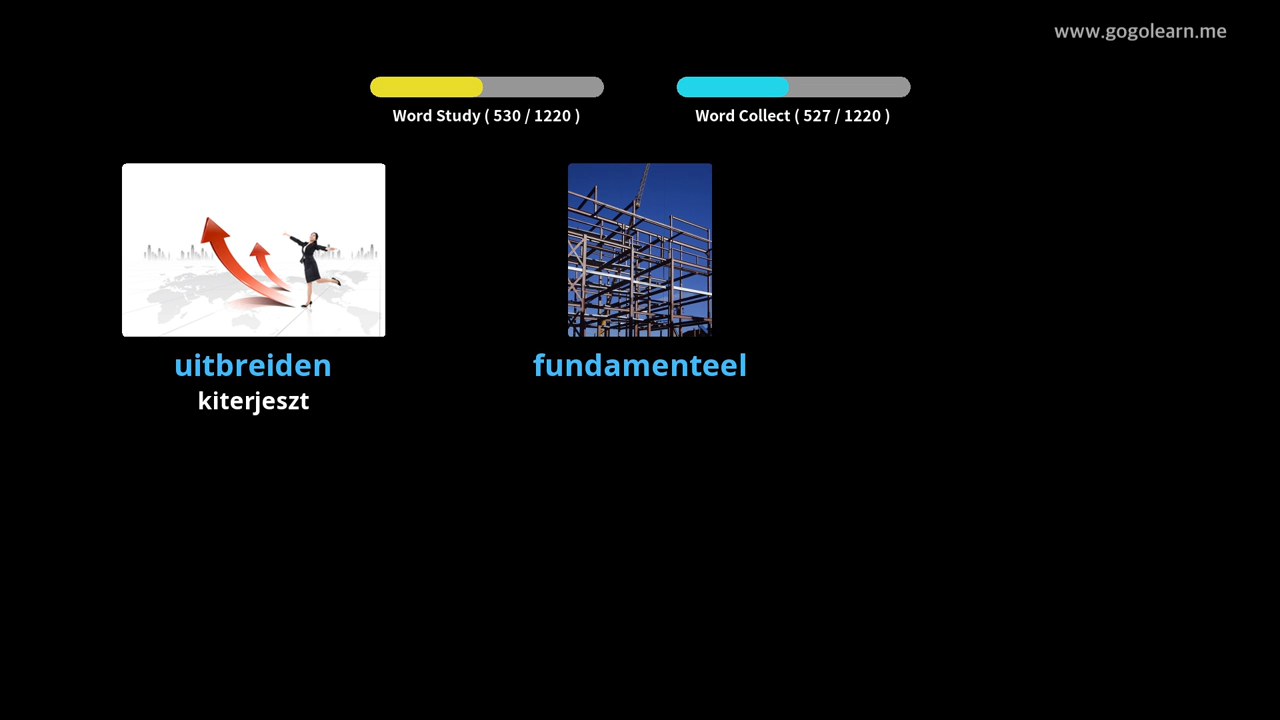 www.gogolearn.me
Word Study ( 530 / 1220 )
Word Collect ( 527 / 1220 )
uitbreiden
kiterjeszt
fundamenteel